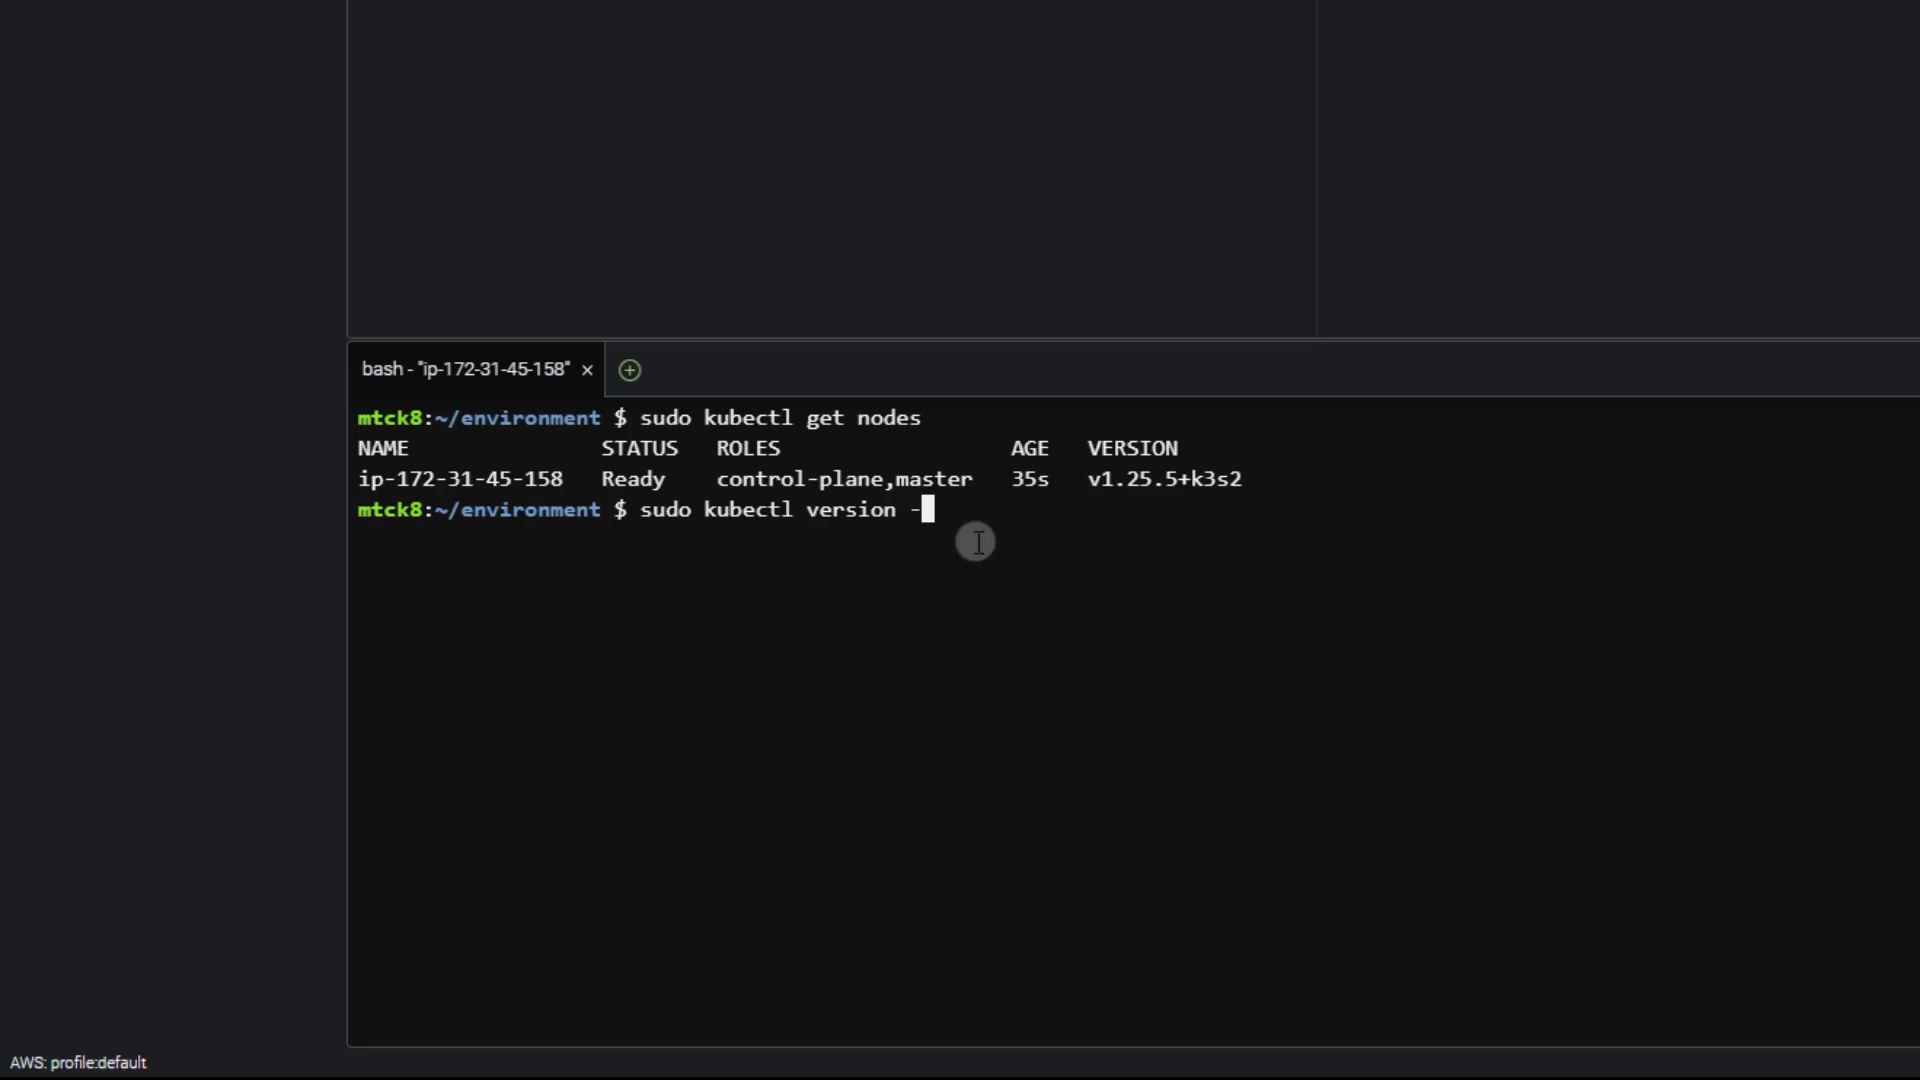 bash - "ip-172-31-45-158" ×
mtck8:~/environment $ sudo kubectl get nodes
NAME STATUS ROLES AGE VERSION
ip-172-31-45-158 Ready control-plane,master 35s v1.25.5+k3s2
mtck8:~/environment $ sudo kubectl version -
AWS: profile:default